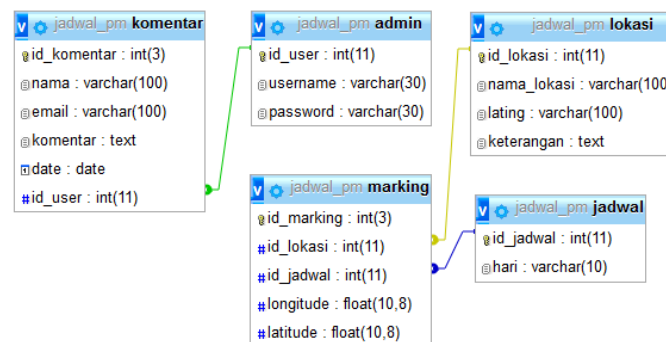 jadwal_pm komentar
id_komentar : int(3)
nama : varchar(100)
email : varchar(100)
komentar : text
date : date
id_user : int(11)
jadwal_pm admin
id_user : int(11)
username : varchar(30)
password : varchar(30)
jadwal_pm lokasi
id_lokasi : int(11)
nama_lokasi : varchar(100
lating : varchar(100)
keterangan : text
jadwal_pm marking
id_marking : int(3)
id_lokasi : int(11)
id_jadwal : int(11)
longitude : float(10,8)
latitude : float(10,8)
jadwal_pm jadwal
id_jadwal : int(11)
hari : varchar(10)